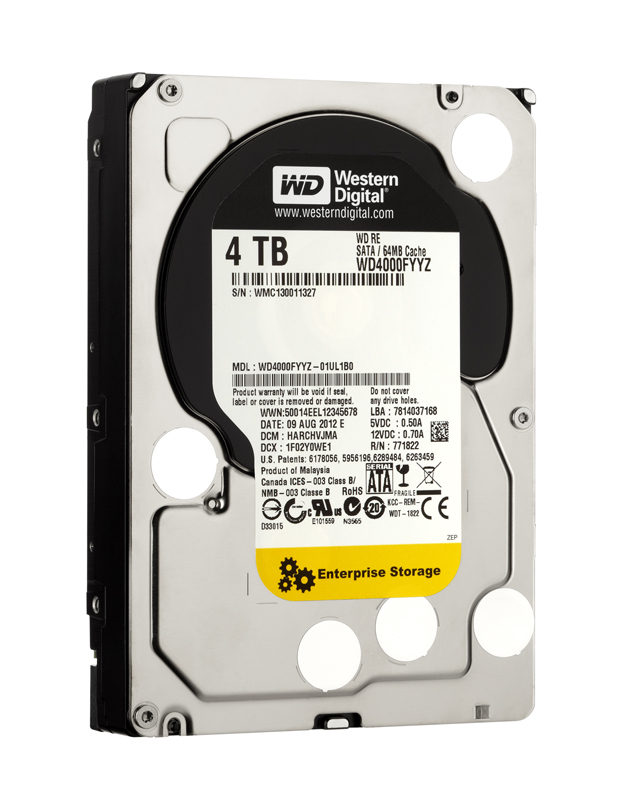 WD Western
Digital®
www.westerndigital.com
4 TB
WD RE
SATA / 64MB Cache
WD4000FYYZ
S/N : WMC130011327
MDL : WD4000FYYZ-01UL1B0
Product warranty will be void if seal,
label or cover is removed or damaged.
Do not cover
any drive holes.
WWN:50014EEL12345678
LBA : 7814037168
DATE: 09 AUG 2012 E
5VDC : 0.50A
DCM : HARCHVJMA
12VDC : 0.70A
DCX : 1F02Y0WE1
R/N : 771822
U.S. Patents: 6178056, 5956196,6289484, 6263459
Product of Malaysia
Canada ICES-003 Class B/
NMB-003 Classe B RoHS
SERIAL
ATA
FRAGILE
D33015
c RU us
E101559
N3565
20
KCC-REM-
WDT-1822
CE
ZEP
Enterprise Storage